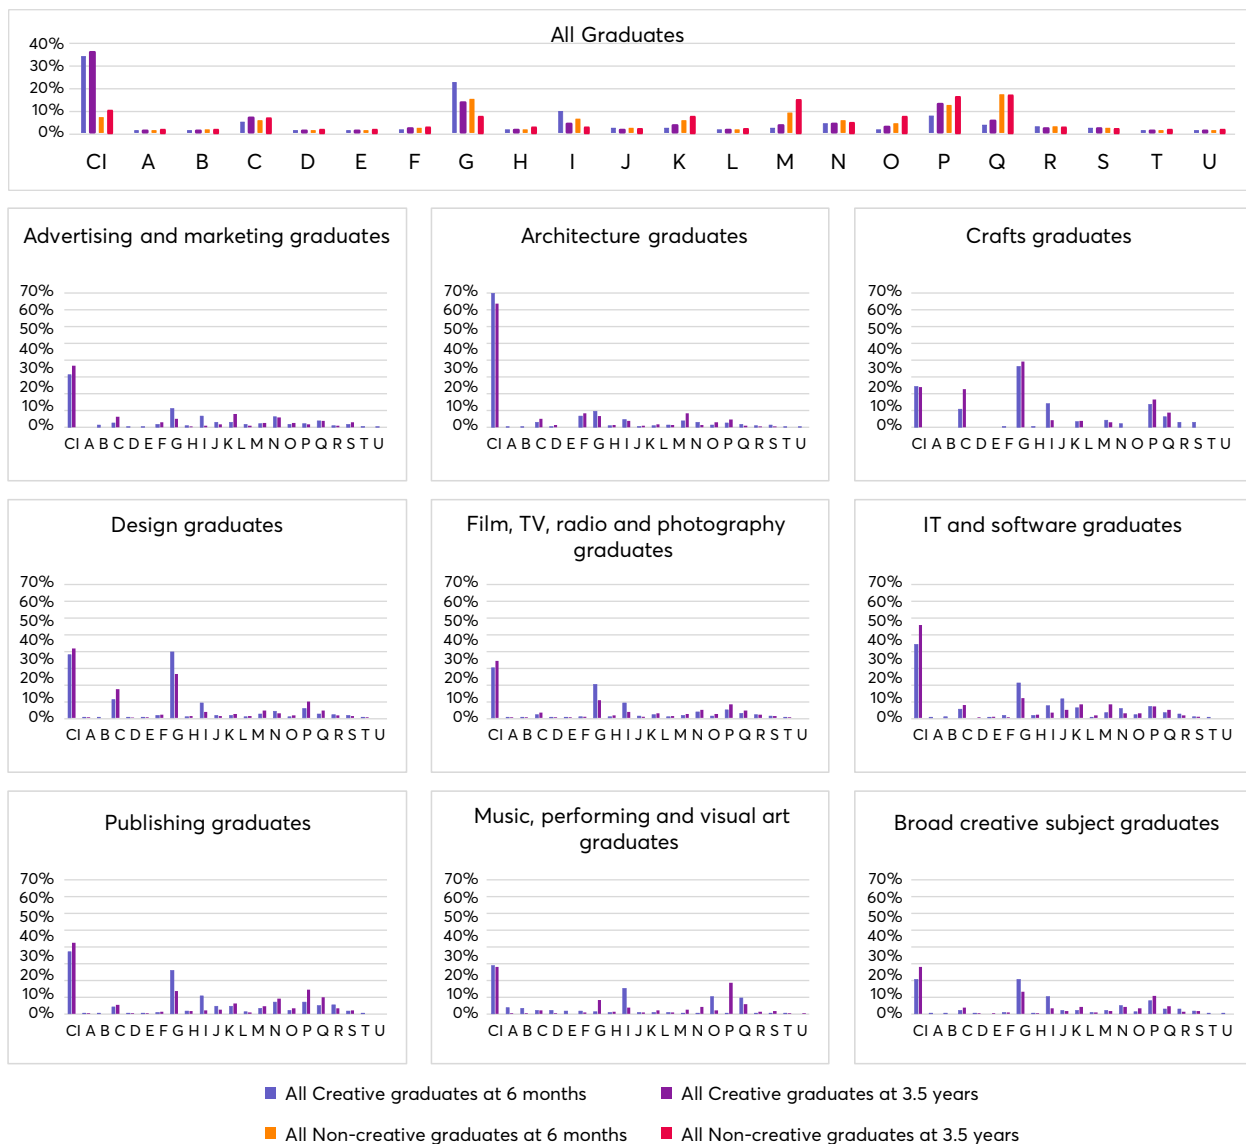 All Graduates
40%
30%
20%
10%
0%
CI A B C D E F G H I J K L M N O P Q R S T U
Advertising and marketing graduates
70%
60%
50%
40%
30%
20%
10%
0%
CI A B C D E F G H I J K L M N O P Q R S T U
Architecture graduates
70%
60%
50%
40%
30%
20%
10%
0%
CI A B C D E F G H I J K L M N O P Q R S T U
Crafts graduates
70%
60%
50%
40%
30%
20%
10%
0%
CI A B C D E F G H I J K L M N O P Q R S T U
Design graduates
70%
60%
50%
40%
30%
20%
10%
0%
CI A B C D E F G H I J K L M N O P Q R S T U
Film, TV, radio and photography
graduates
70%
60%
50%
40%
30%
20%
10%
0%
CI A B C D E F G H I J K L M N O P Q R S T U
IT and software graduates
70%
60%
50%
40%
30%
20%
10%
0%
CI A B C D E F G H I J K L M N O P Q R S T U
Publishing graduates
70%
60%
50%
40%
30%
20%
10%
0%
CI A B C D E F G H I J K L M N O P Q R S T U
Music, performing and visual art
graduates
70%
60%
50%
40%
30%
20%
10%
0%
CI A B C D E F G H I J K L M N O P Q R S T U
Broad creative subject graduates
70%
60%
50%
40%
30%
20%
10%
0%
CI A B C D E F G H I J K L M N O P Q R S T U
All Creative graduates at 6 months
All Creative graduates at 3.5 years
All Non-creative graduates at 6 months
All Non-creative graduates at 3.5 years